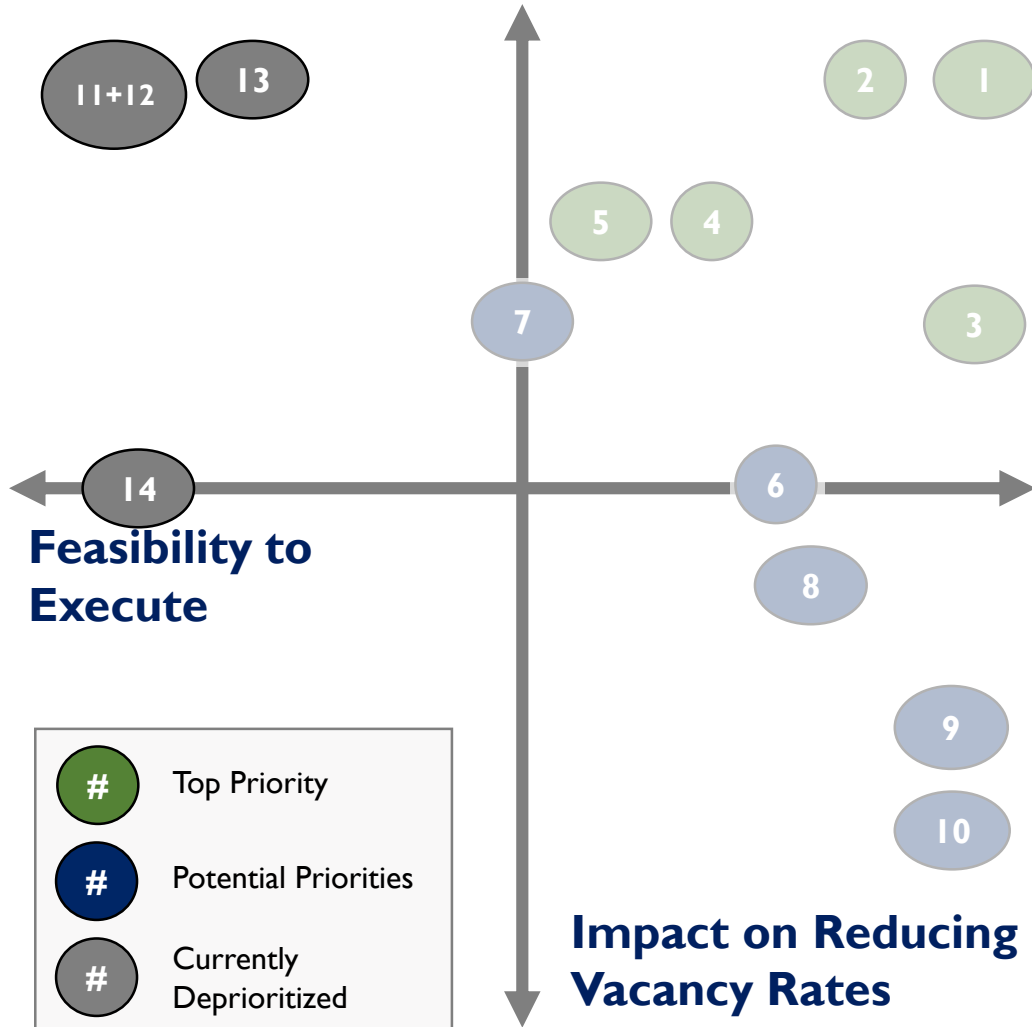 11+12
13
2
1
5
4
7
3
14
6
Feasibility to
Execute
8
9
10
# Top Priority
# Potential Priorities
# Currently
Deprioritized
Impact on Reducing
Vacancy Rates